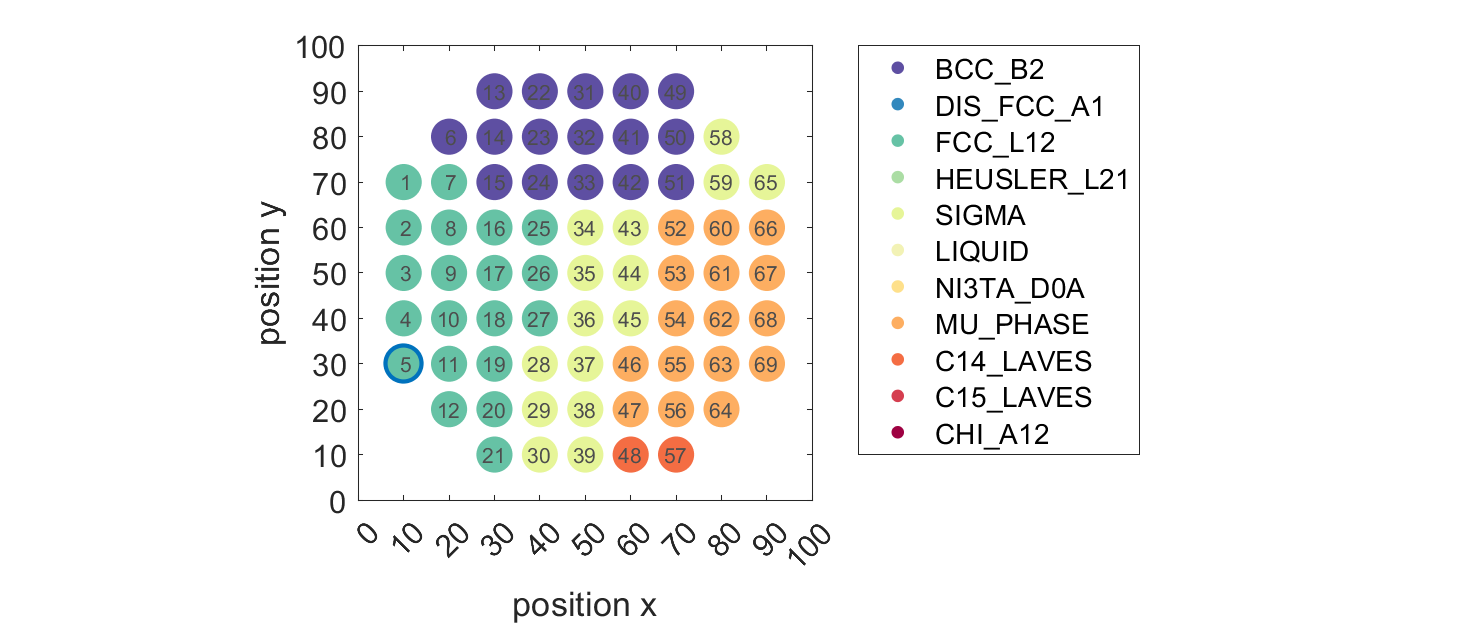 100
90
80
70
60
50
40
30
20
10
0
position y
13 22 31 40 49
6 14 23 32 41 50 58
1 7 15 24 33 42 51 59 65
2 8 16 25 34 43 52 60 66
3 9 17 26 35 44 53 61 67
4 10 18 27 36 45 54 62 68
5 11 19 28 37 46 55 63 69
12 20 29 38 47 56 64
21 30 39 48 57
0 10 20 30 40 50 60 70 80 90 100
position x
BCC_B2
DIS_FCC_A1
FCC_L12
HEUSLER_L21
SIGMA
LIQUID
NI3TA_D0A
MU_PHASE
C14_LAVES
C15_LAVES
CHI_A12